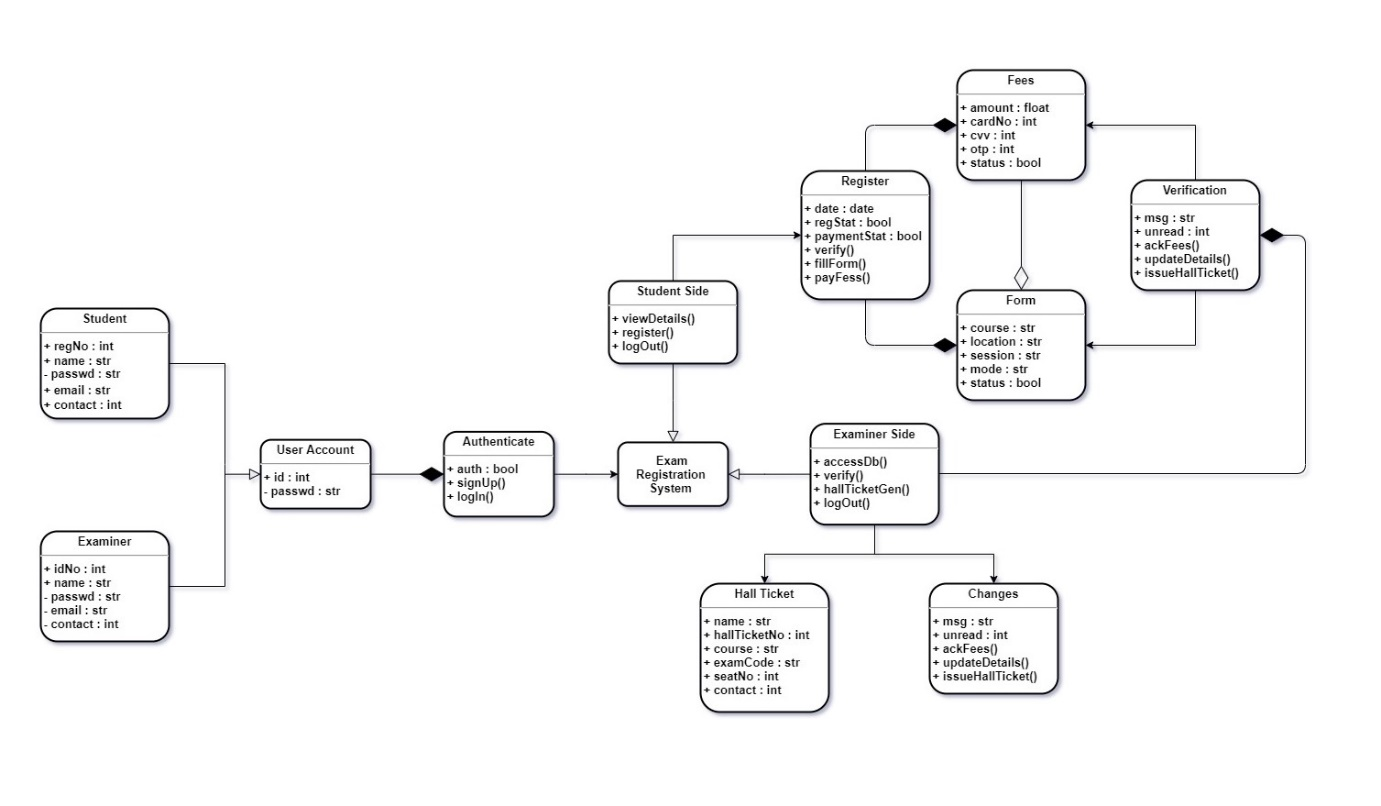 Fees
+ amount : float
+ cardNo : int
+ cvv : int
+ otp : int
+ status : bool
Register
+ date : date
+ regStat : bool
+ paymentStat : bool
+ verify()
+ fillForm()
+ payFess()
Verification
+ msg : str
+ unread : int
+ ackFees()
+ updateDetails()
+ issueHallTicket()
Student Side
+ viewDetails()
+ register()
+ logOut()
Form
+ course : str
+ location : str
+ session : str
+ mode : str
+ status : bool
Student
+ regNo : int
+ name : str
- passwd : str
+ email : str
+ contact : int
User Account
+ id : int
- passwd : str
Authenticate
+ auth : bool
+ signUp()
+ logIn()
Exam
Registration
System
Examiner Side
+ accessDb()
+ verify()
+ hallTicketGen()
+ logOut()
Examiner
+ idNo : int
+ name : str
- passwd : str
- email : str
- contact : int
Hall Ticket
+ name : str
+ hallTicketNo : int
+ course : str
+ examCode : str
+ seatNo : int
+ contact : int
Changes
+ msg : str
+ unread : int
+ ackFees()
+ updateDetails()
+ issueHallTicket()